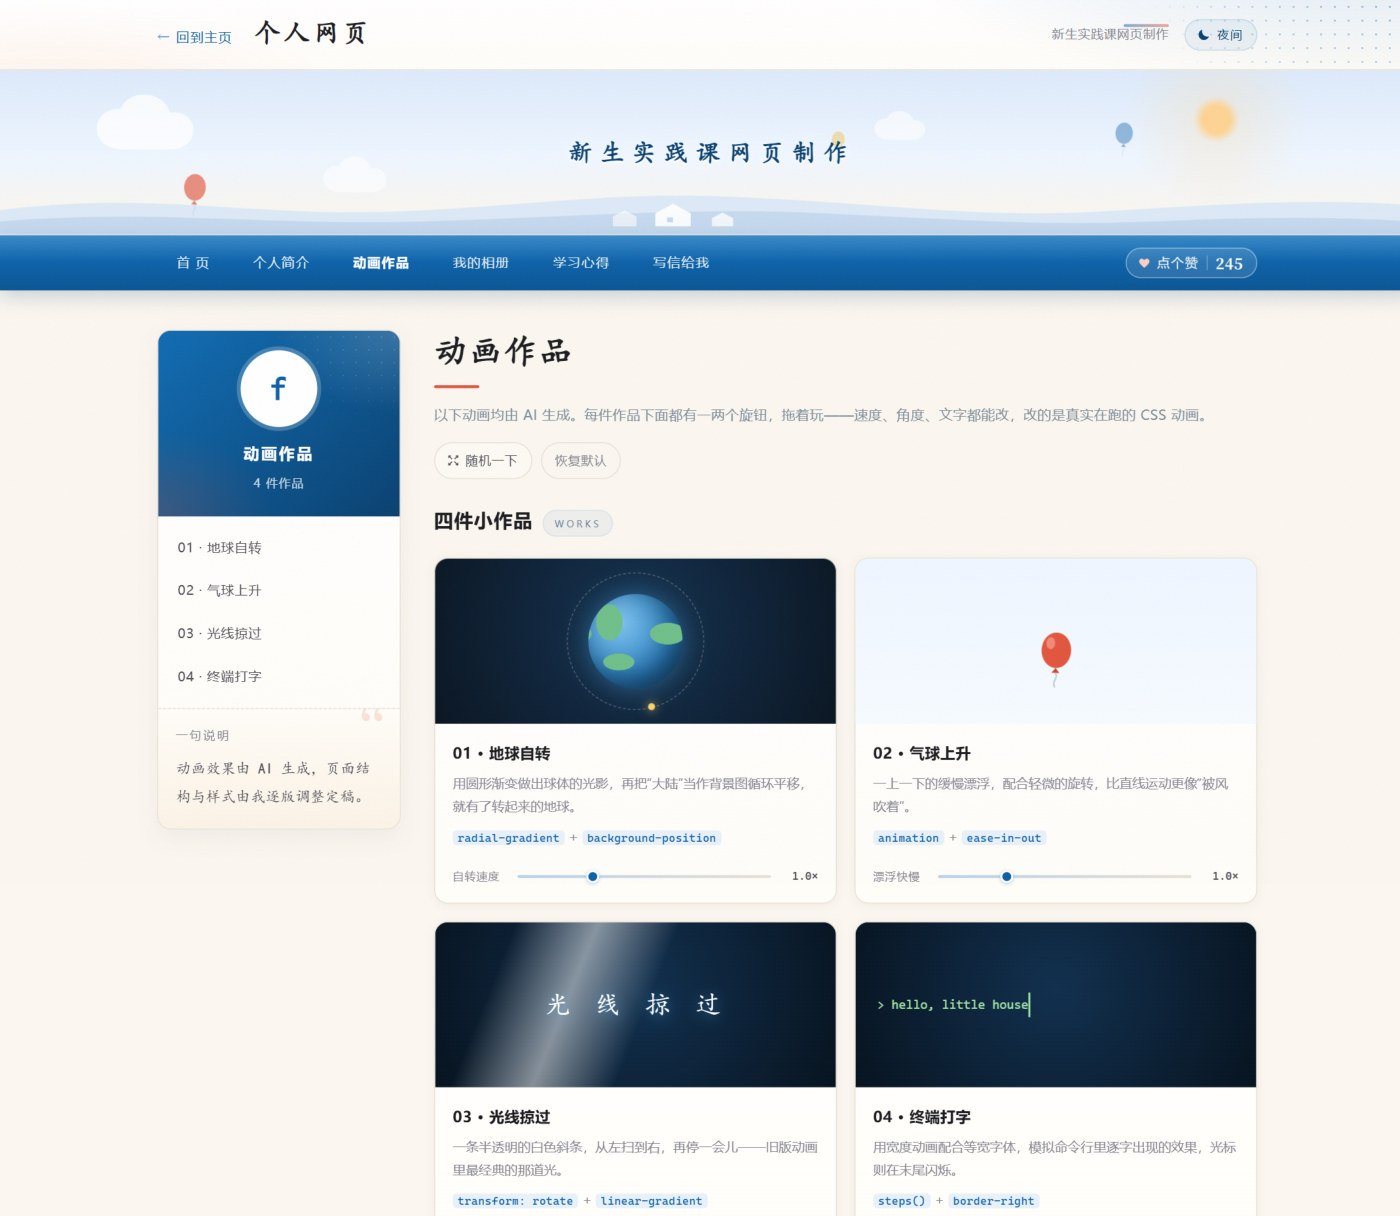 ← 回到主页
个人网页
新生实践课网页制作
夜间
新生实践课网页制作
首 页
个人简介
动画作品
我的相册
学习心得
写信给我
点个赞
245
f
动画作品
4 件作品
01 · 地球自转
02 · 气球上升
03 · 光线掠过
04 · 终端打字
一句说明
动画效果由 AI 生成，页面结
构与样式由我逐版调整定稿。
动画作品
以下动画均由 AI 生成。每件作品下面都有一两个旋钮，拖着玩——速度、角度、文字都能改，改的是真实在跑的 CSS 动画。
随机一下
恢复默认
四件小作品
WORKS
01 · 地球自转
用圆形渐变做出球体的光影，再把“大陆”当作背景图循环平移，
就有了转起来的地球。
radial-gradient + background-position
自转速度
1.0×
02 · 气球上升
一上一下的缓慢漂浮，配合轻微的旋转，比直线运动更像“被风
吹着”。
animation + ease-in-out
漂浮快慢
1.0×
光线掠过
03 · 光线掠过
一条半透明的白色斜条，从左扫到右，再停一会儿——旧版动画
里最经典的那道光。
transform: rotate + linear-gradient
> hello, little house
04 · 终端打字
用宽度动画配合等宽字体，模拟命令行里逐字出现的效果，光标
则在末尾闪烁。
steps() + border-right